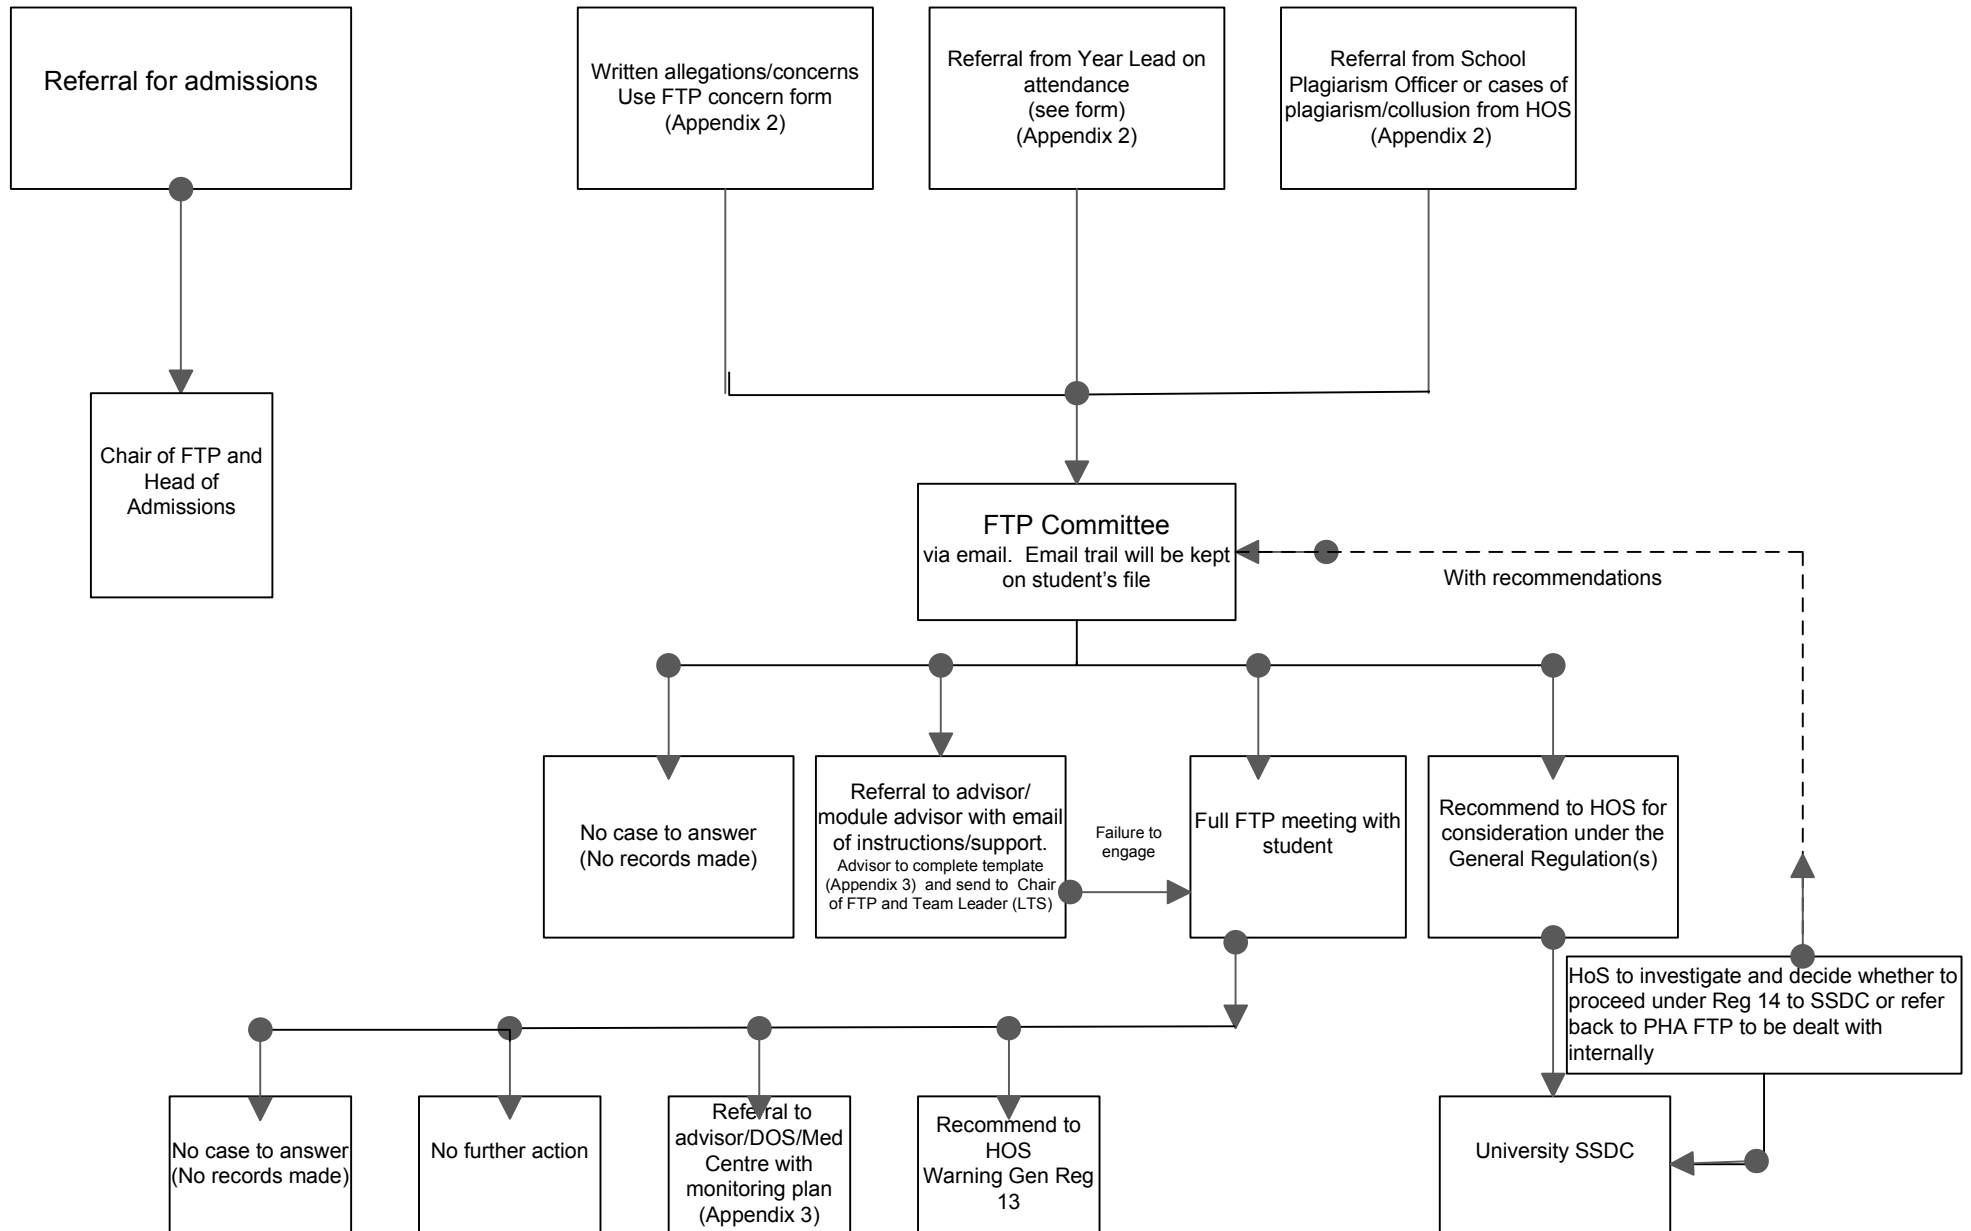 Referral for admissions
Written allegations/concerns
Use FTP concern form
(Appendix 2)
Referral from Year Lead on
attendance
(see form)
(Appendix 2)
Referral from School
Plagiarism Officer or cases of
plagiarism/collusion from HOS
(Appendix 2)
Chair of FTP and
Head of
Admissions
FTP Committee
via email.  Email trail will be kept
on student’s file
With recommendations
No case to answer
(No records made)
Referral to advisor/
module advisor with email
of instructions/support.
Advisor to complete template
(Appendix 3)  and send to  Chair
of FTP and Team Leader (LTS)
Failure to
engage
Full FTP meeting with
student
Recommend to HOS for
consideration under the
General Regulation(s)
HoS to investigate and decide whether to
proceed under Reg 14 to SSDC or refer
back to PHA FTP to be dealt with
internally
No case to answer
(No records made)
No further action
Referral to
advisor/DOS/Med
Centre with
monitoring plan
(Appendix 3)
Recommend to
HOS
Warning Gen Reg
13
University SSDC